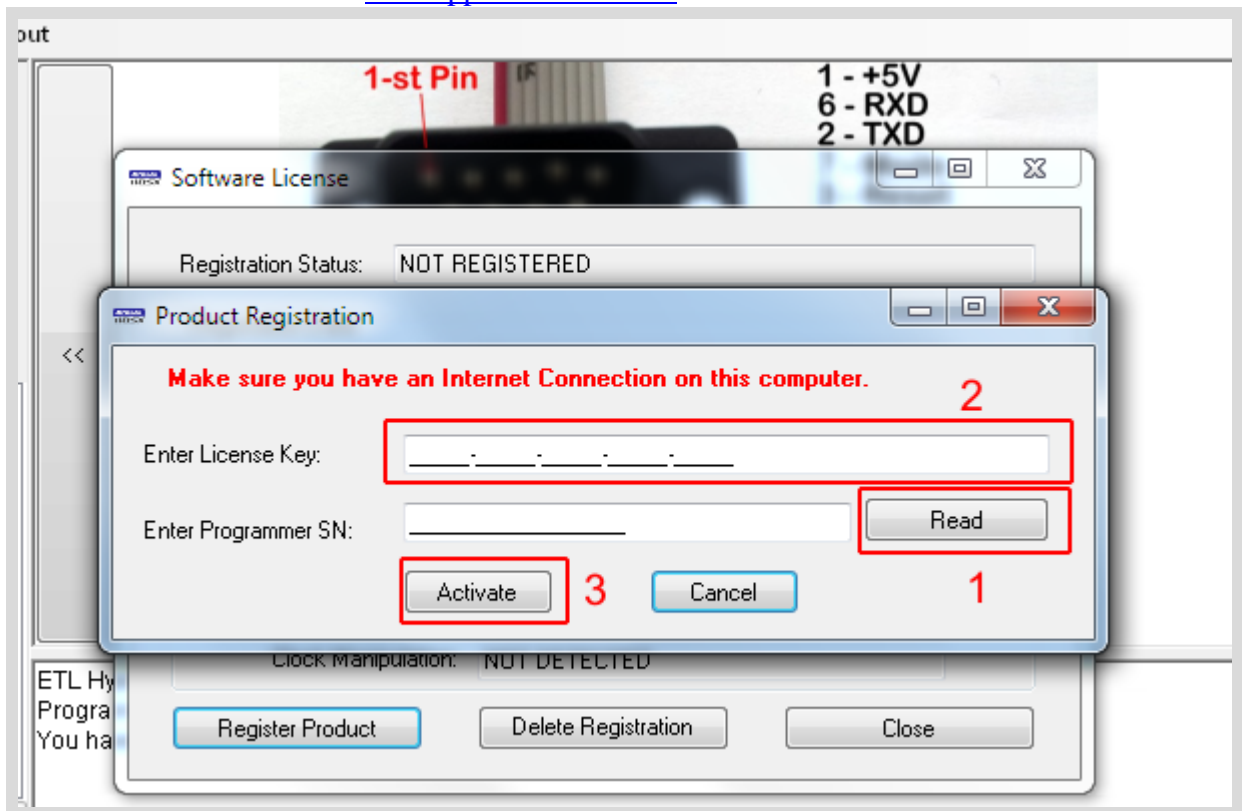 out
1-st Pin
1 - +5V
6 - RXD
2 - TXD
Software License
Registration Status: NOT REGISTERED
Product Registration
<<
Make sure you have an Internet Connection on this computer.
2
Enter License Key: _____-_____-_____-_____-_____
Enter Programmer SN: __________________ Read
Activate 3 Cancel 1
Clock Manipulation: NOT DETECTED
ETL Hy
Progra
You ha
Register Product Delete Registration Close